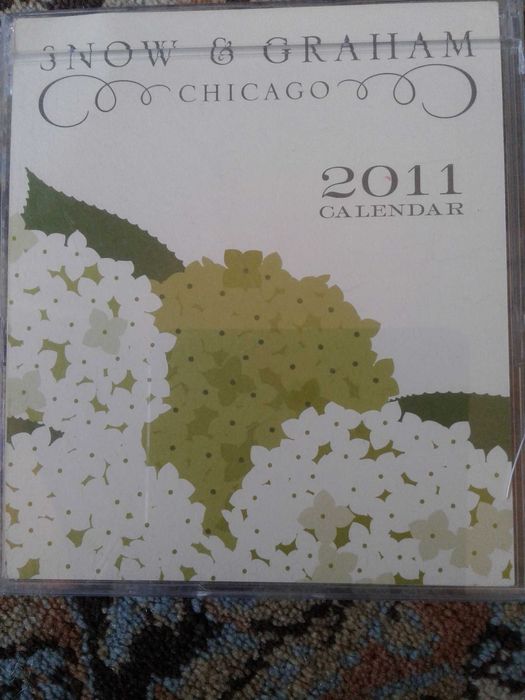 SNOW & GRAHAM
CHICAGO
2011
CALENDAR